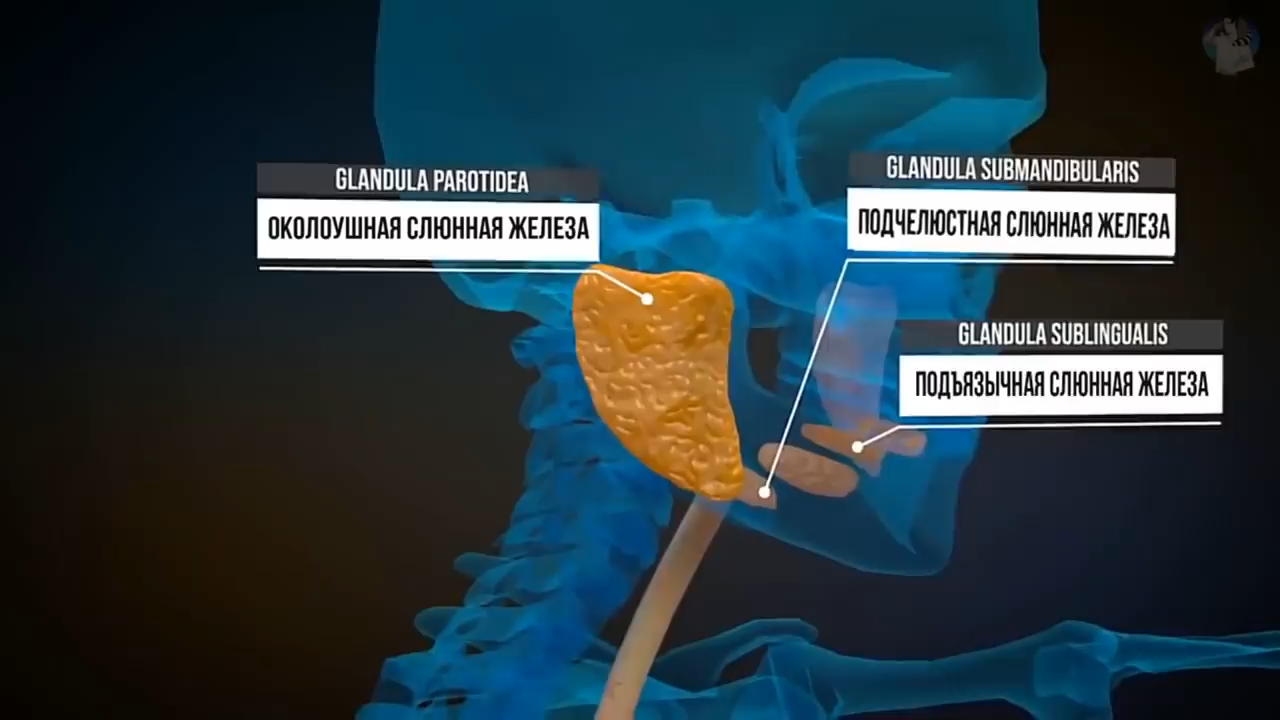 GLANDULA PAROTIDEA
ОКОЛОУШНАЯ СЛЮННАЯ ЖЕЛЕЗА
GLANDULA SUBMANDIBULARIS
ПОДЧЕЛЮСТНАЯ СЛЮННАЯ ЖЕЛЕЗА
GLANDULA SUBLINGUALIS
ПОДЪЯЗЫЧНАЯ СЛЮННАЯ ЖЕЛЕЗА